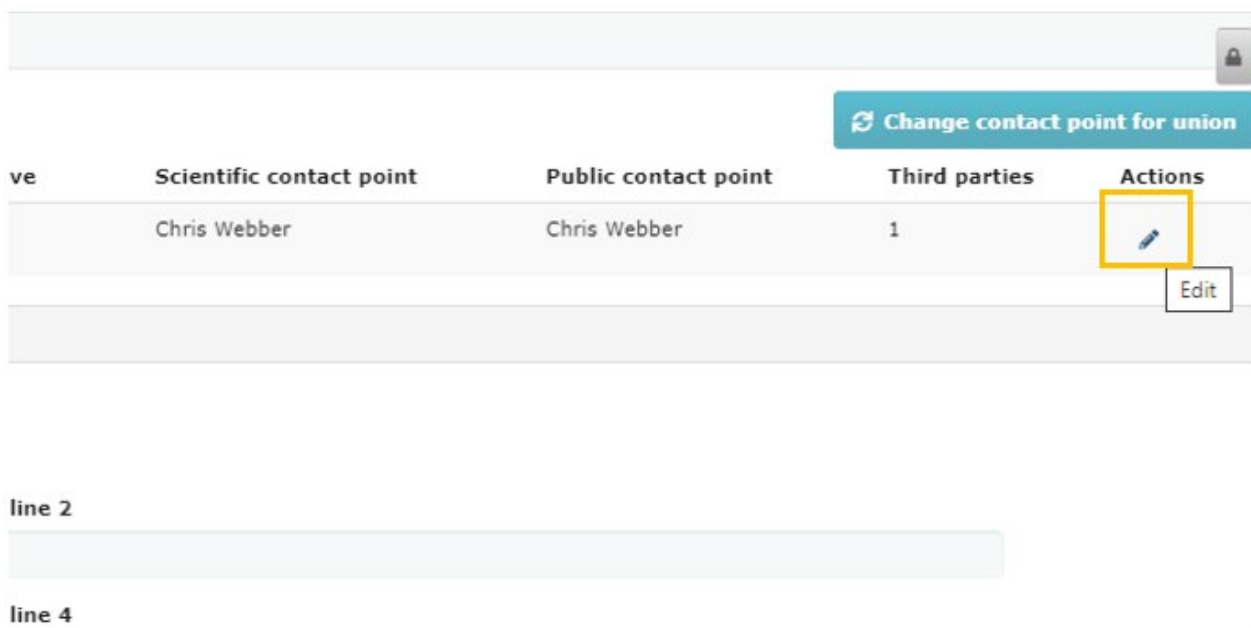 Change contact point for union
ve Scientific contact point Public contact point Third parties Actions
Chris Webber Chris Webber 1
Edit
line 2
line 4